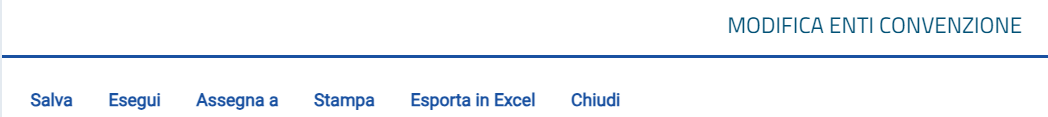 MODIFICA ENTI CONVENZIONE
Salva Esegui Assegna a Stampa Esporta in Excel Chiudi